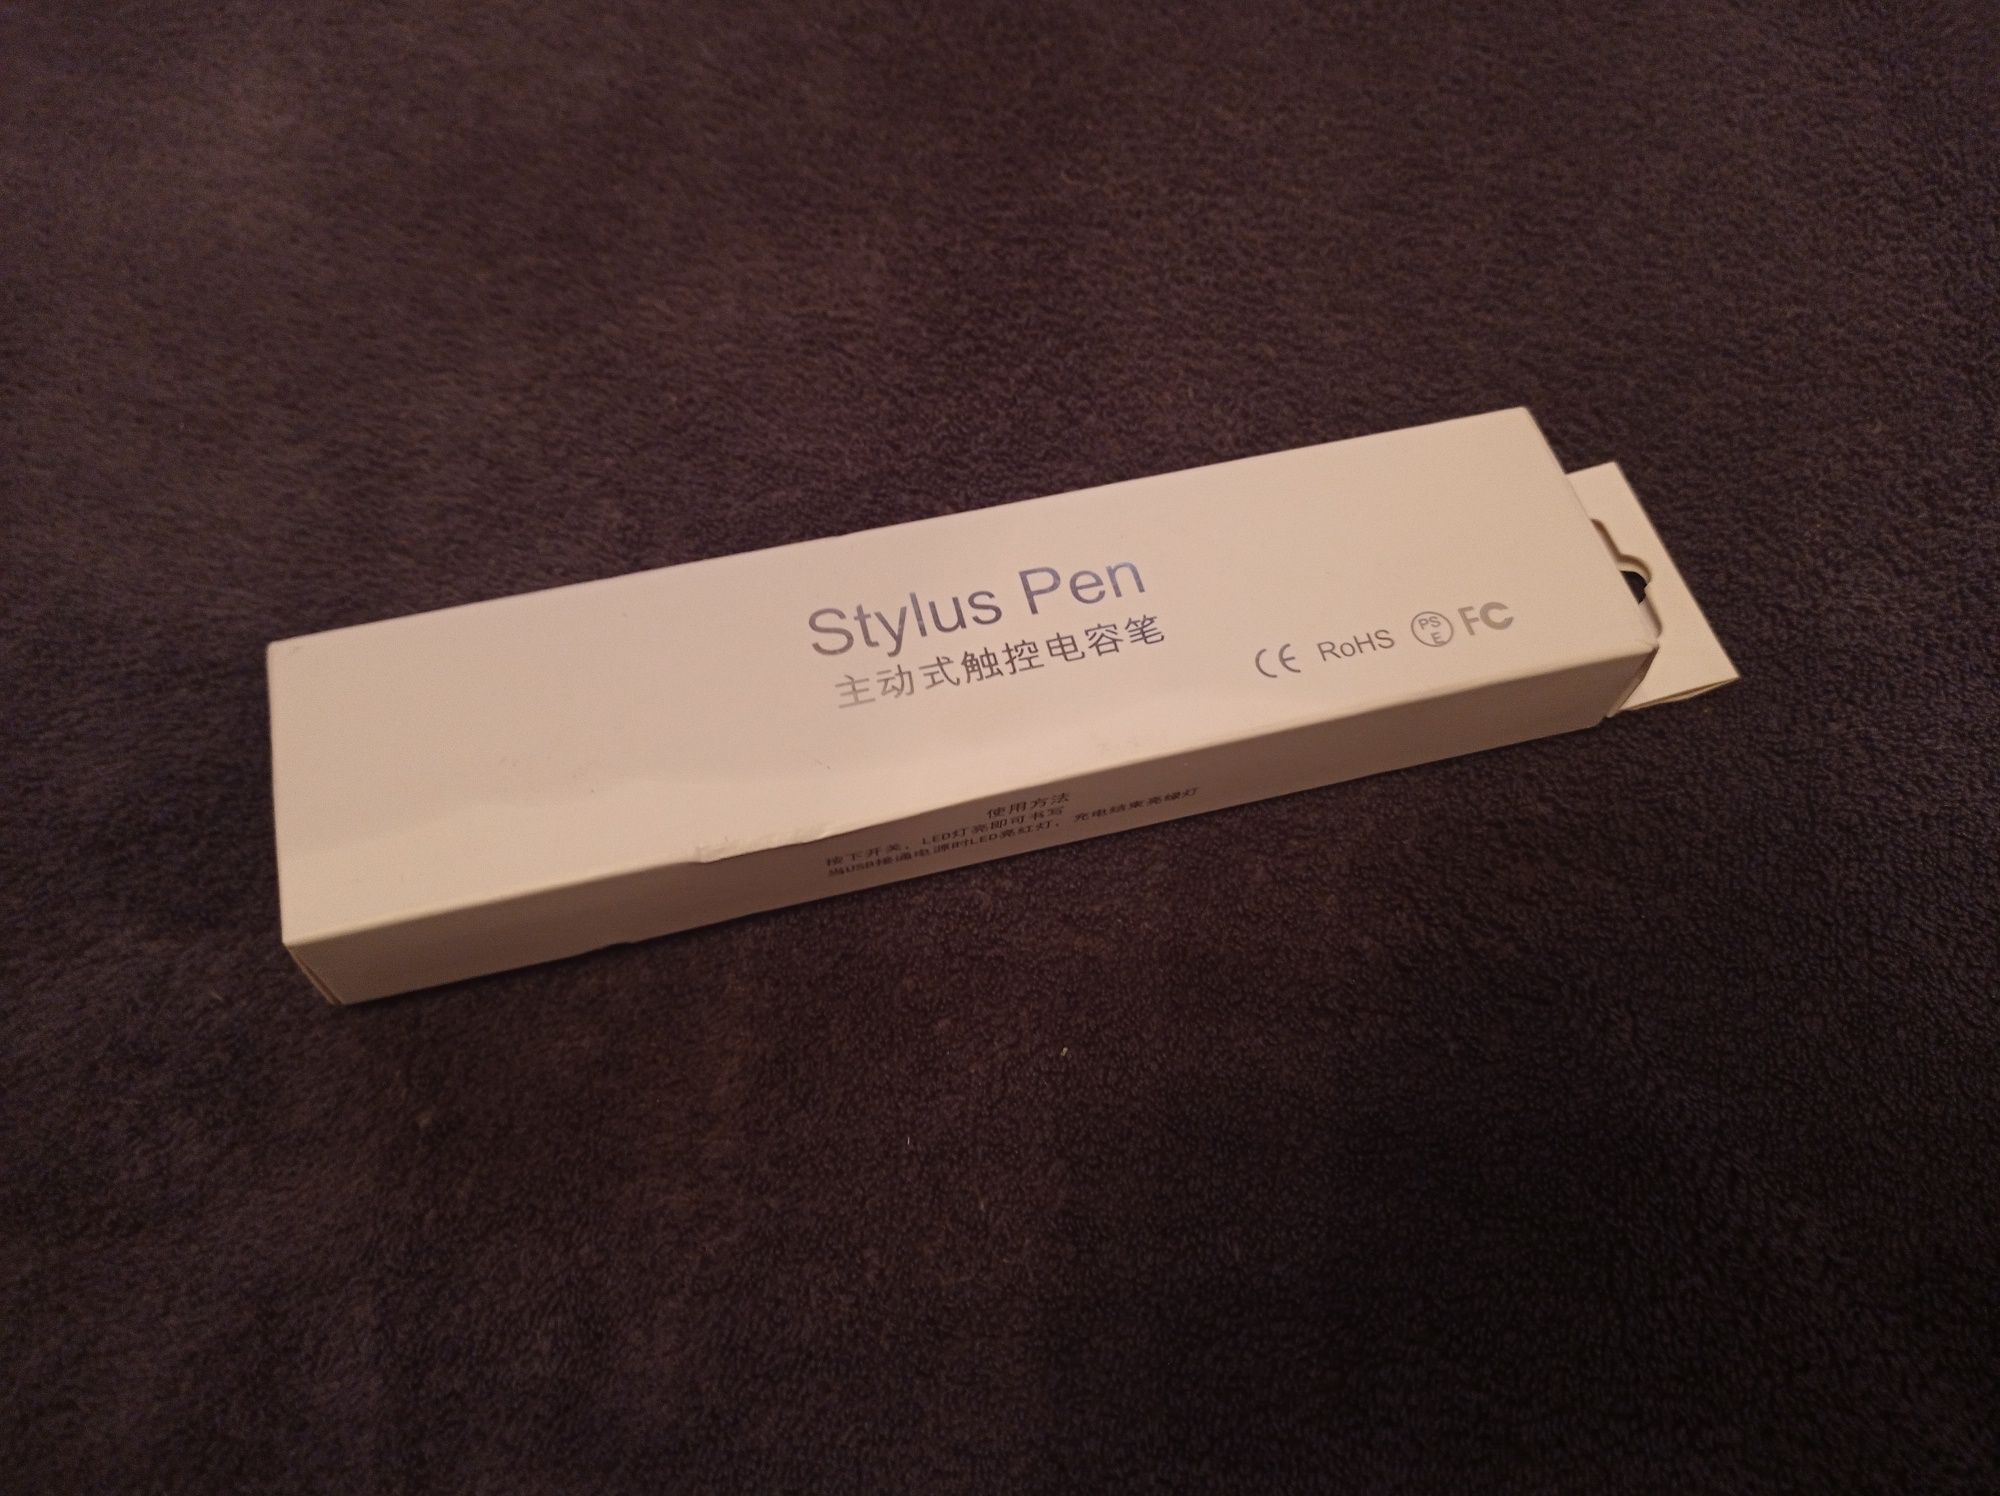 Stylus Pen
主动式触控电容笔
CE RoHS PSE FC
使用方法
按下开关，LED灯亮即可书写
当USB接通电源时LED亮红灯，充电结束亮绿灯